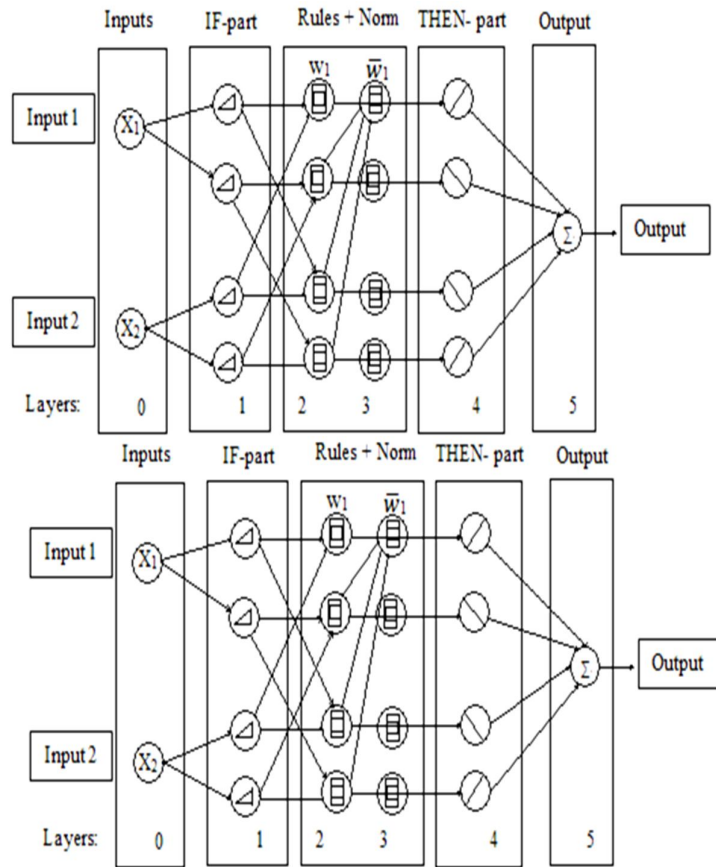 Inputs IF-part Rules + Norm THEN- part Output
w1 w̅1
Input 1 X1
Σ Output
Input 2 X2
Layers: 0 1 2 3 4 5
Inputs IF-part Rules + Norm THEN- part Output
w1 w̅1
Input 1 X1
Σ Output
Input 2 X2
Layers: 0 1 2 3 4 5